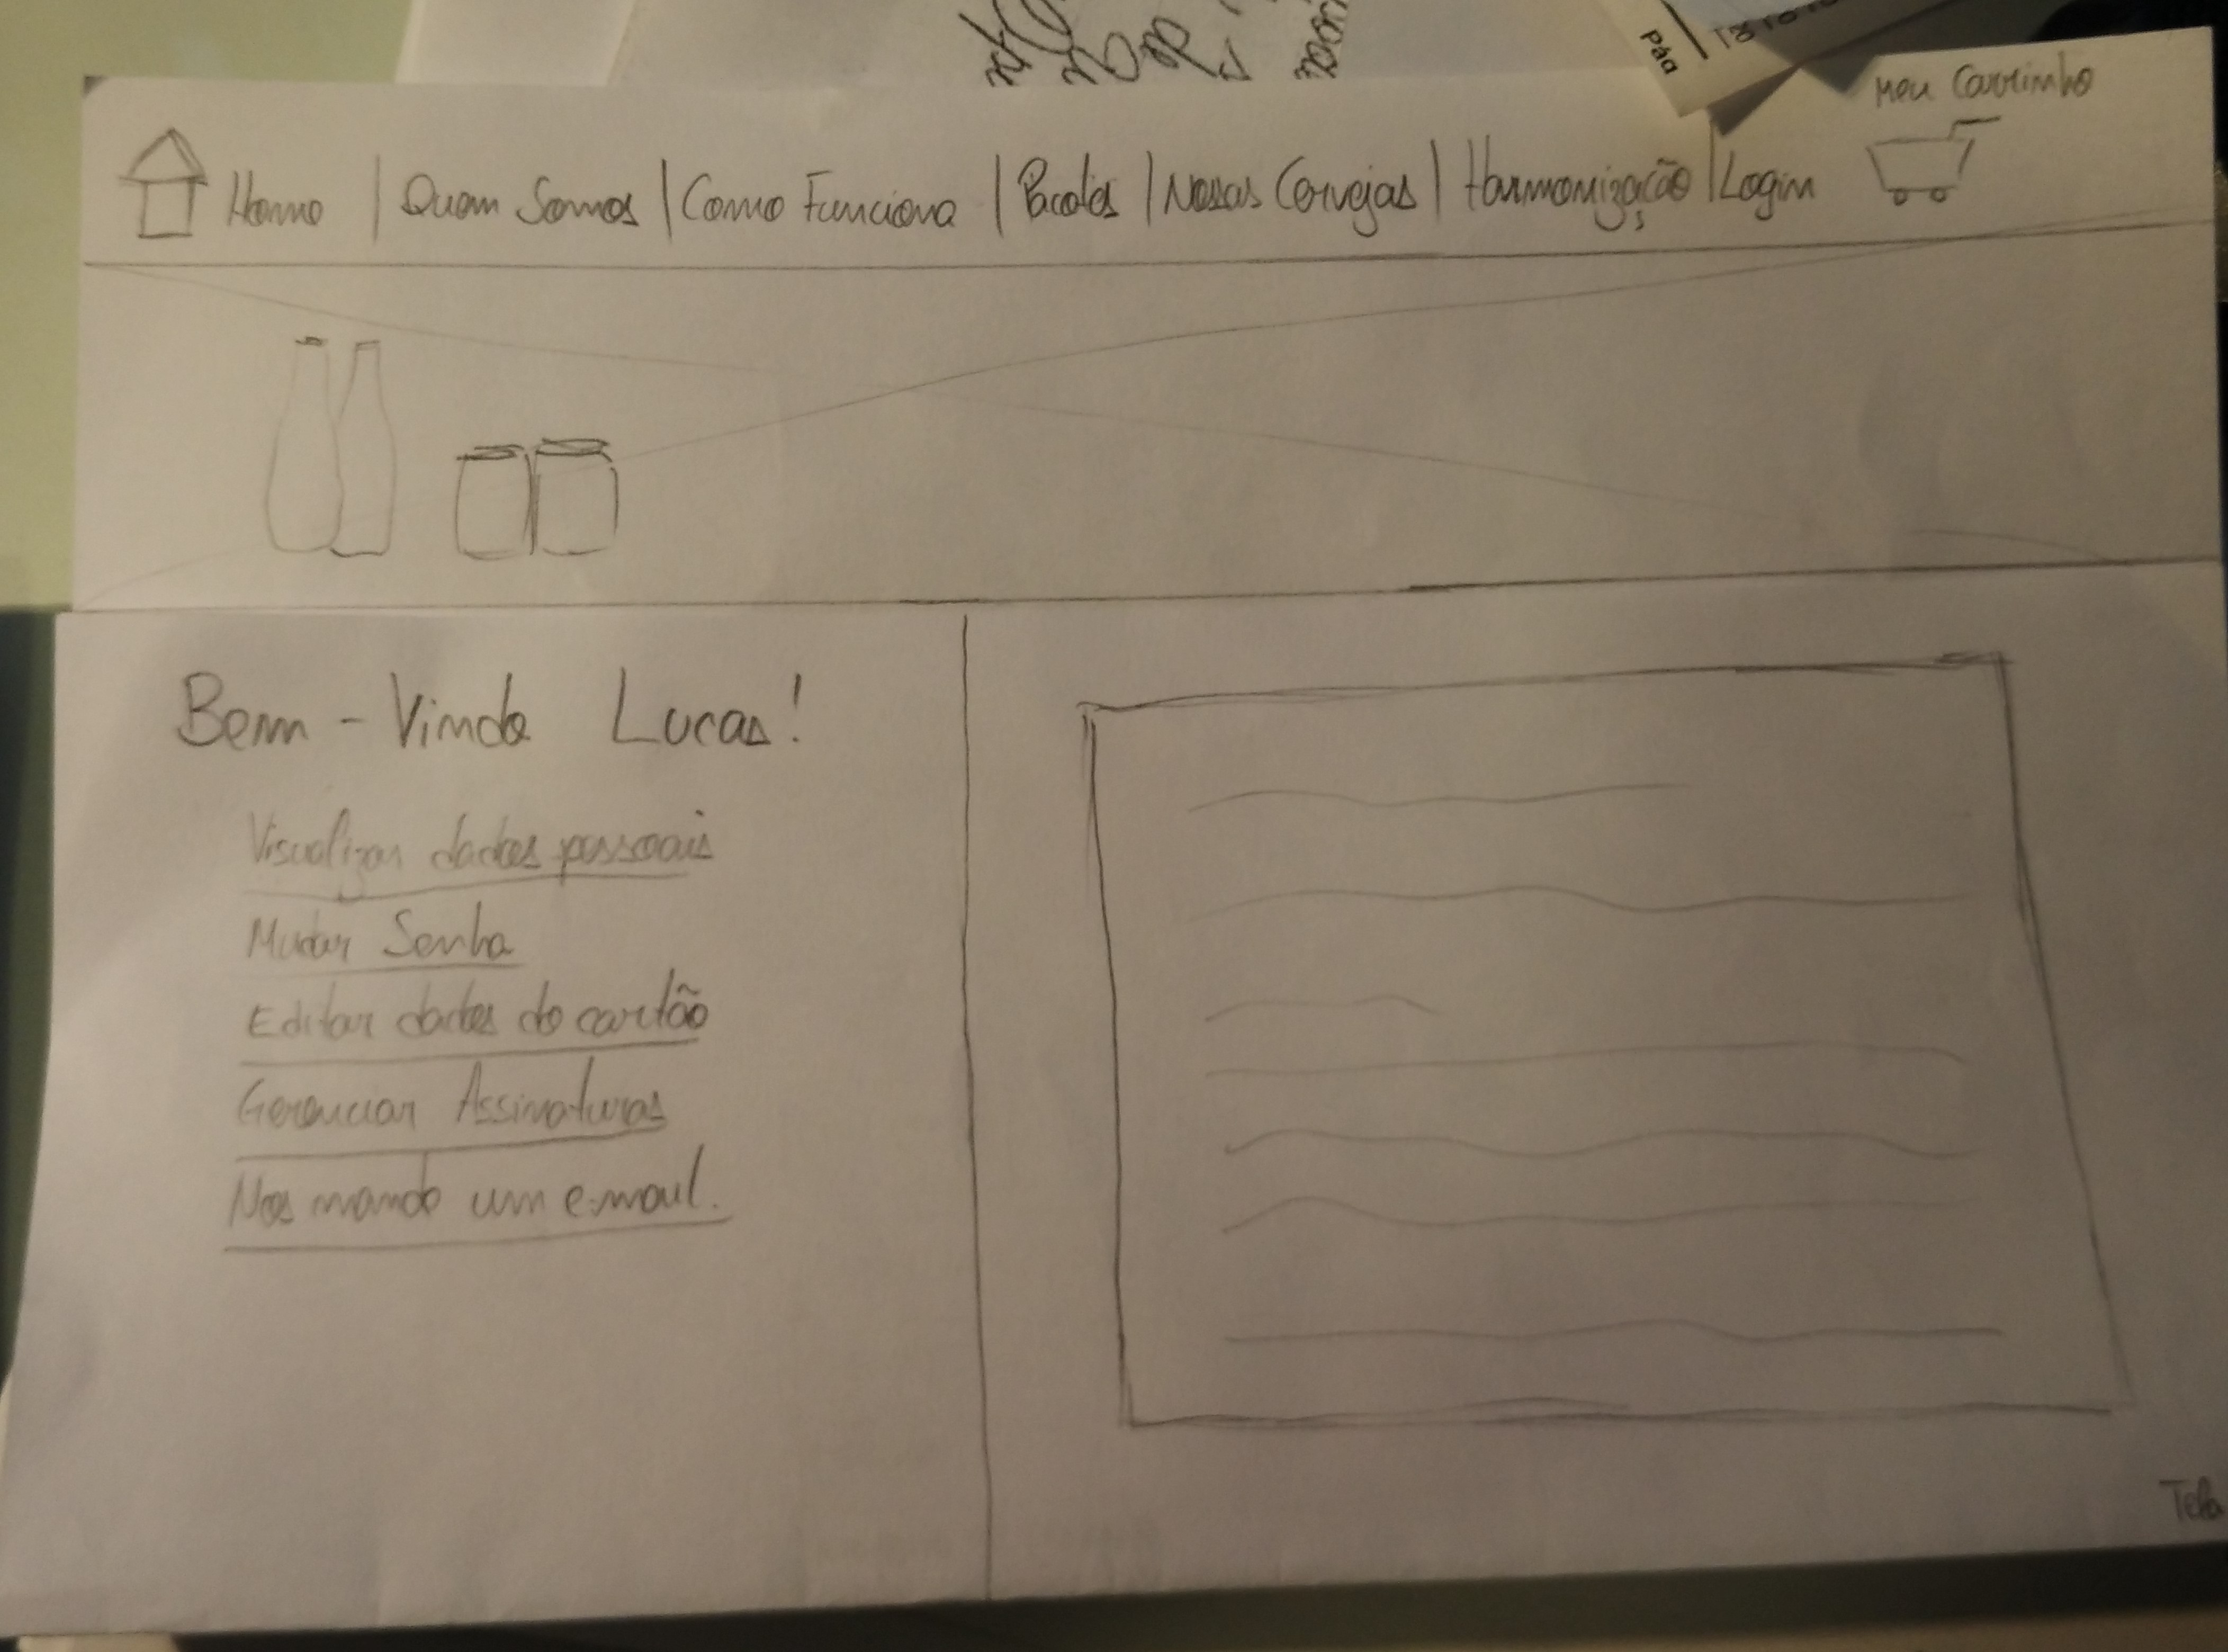 Meu Carrinho
Home | Quem Somos | Como Funciona | Pacotes | Nossas Cervejas | Harmonização | Login
Bem-Vindo Lucas!
Visualizar dados pessoais
Mudar Senha
Editar dados do cartão
Gerenciar Assinaturas
Nos mande um e-mail.
Tela